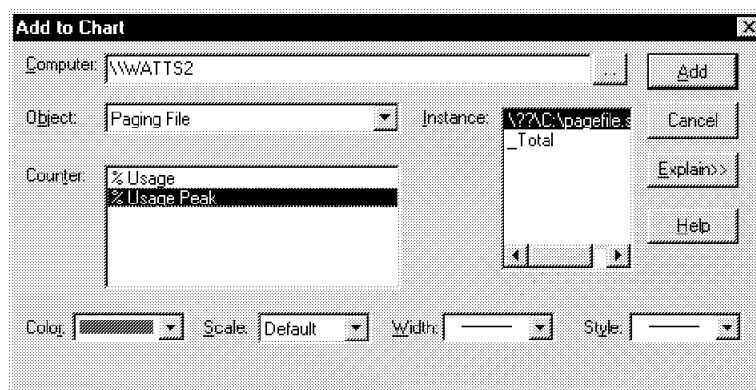 Add to Chart
Computer: \\WATTS2 ... Add
Object: Paging File Instance: \??\C:\pagefile.s Cancel
_Total
Counter: % Usage Explain>>
% Usage Peak
Help
Color: Scale: Default Width: Style: